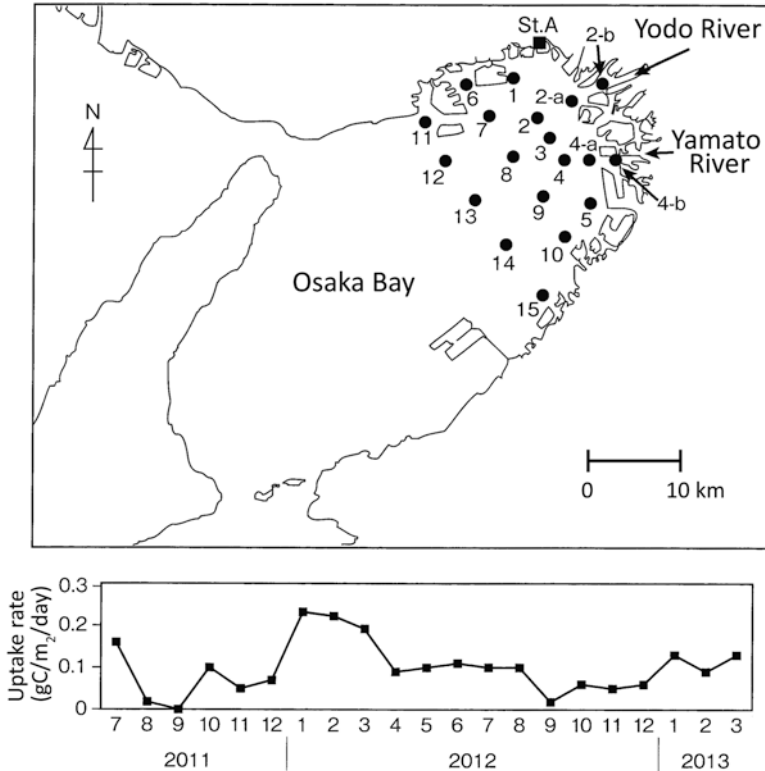 St.A
2-b
Yodo River
N
6
1
2-a
7
2
11
3
4-a
Yamato
River
12
8
4
4-b
13
9
5
14
10
Osaka Bay
15
0
10 km
Uptake rate
(gC/m2/day)
0.3
0.2
0.1
0
7 8 9 10 11 12 1 2 3 4 5 6 7 8 9 10 11 12 1 2 3
2011 2012 2013